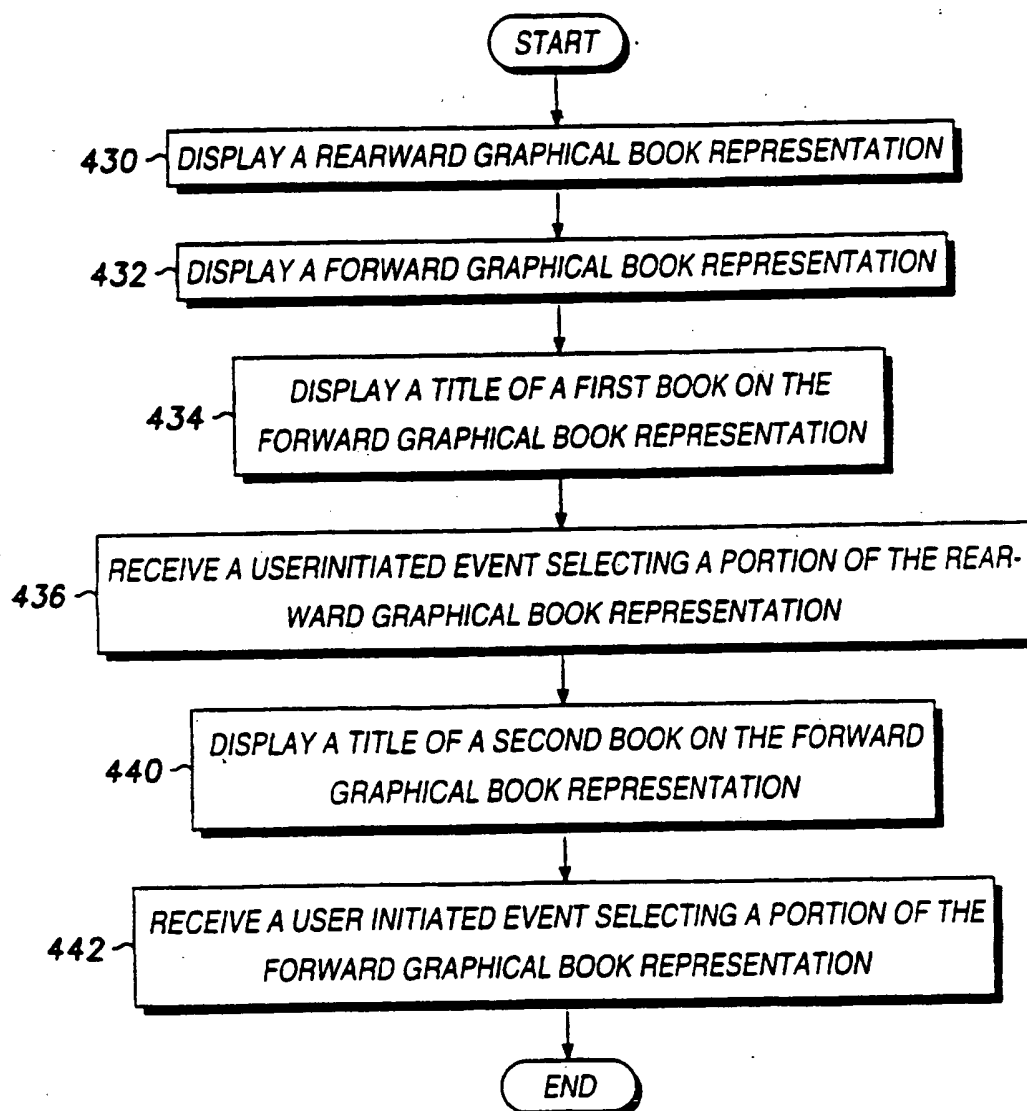 START
430 DISPLAY A REARWARD GRAPHICAL BOOK REPRESENTATION
432 DISPLAY A FORWARD GRAPHICAL BOOK REPRESENTATION
DISPLAY A TITLE OF A FIRST BOOK ON THE
434
FORWARD GRAPHICAL BOOK REPRESENTATION
RECEIVE A USERINITIATED EVENT SELECTING A PORTION OF THE REAR-
436
WARD GRAPHICAL BOOK REPRESENTATION
DISPLAY A TITLE OF A SECOND BOOK ON THE FORWARD
440
GRAPHICAL BOOK REPRESENTATION
RECEIVE A USER INITIATED EVENT SELECTING A PORTION OF THE
442
FORWARD GRAPHICAL BOOK REPRESENTATION
END